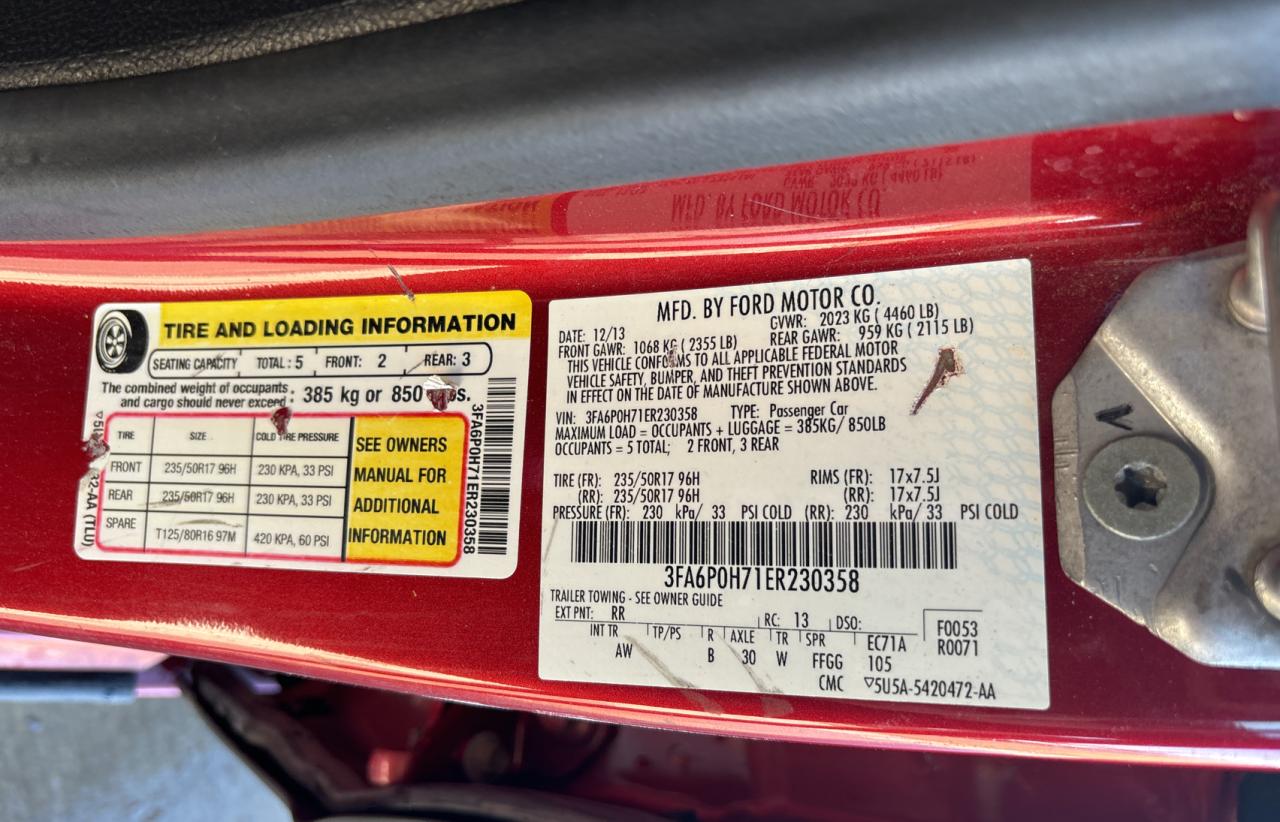 TIRE AND LOADING INFORMATION
SEATING CAPACITY TOTAL : 5 FRONT: 2 REAR: 3
The combined weight of occupants
and cargo should never exceed : 385 kg or 850
TIRE SIZE COLD TIRE PRESSURE
FRONT 235/50R17 96H 230 KPA, 33 PSI
REAR 235/50R17 96H 230 KPA, 33 PSI
SPARE T125/80R16 97M 420 KPA, 60 PSI
SEE OWNERS
MANUAL FOR
ADDITIONAL
INFORMATION
3FA6P0H71ER230358
MFD. BY FORD MOTOR CO.
DATE: 12/13 GVWR: 2023 KG ( 4460 LB)
FRONT GAWR: 1068 KG ( 2355 LB) REAR GAWR: 959 KG ( 2115 LB)
THIS VEHICLE CONFORMS TO ALL APPLICABLE FEDERAL MOTOR
VEHICLE SAFETY, BUMPER, AND THEFT PREVENTION STANDARDS
IN EFFECT ON THE DATE OF MANUFACTURE SHOWN ABOVE.
VIN: 3FA6P0H71ER230358 TYPE: Passenger Car
MAXIMUM LOAD = OCCUPANTS + LUGGAGE = 385KG/ 850LB
OCCUPANTS = 5 TOTAL; 2 FRONT, 3 REAR
TIRE (FR): 235/50R17 96H RIMS (FR): 17x7.5J
(RR): 235/50R17 96H (RR): 17x7.5J
PRESSURE (FR): 230 kPa/ 33 PSI COLD (RR): 230 kPa/ 33 PSI COLD
3FA6P0H71ER230358
TRAILER TOWING - SEE OWNER GUIDE
EXT PNT: RR RC: 13 DSO: F0053
INT TR TP/PS R AXLE TR SPR EC71A R0071
AW B 30 W FFGG 105
CMC ▽5U5A-5420472-AA